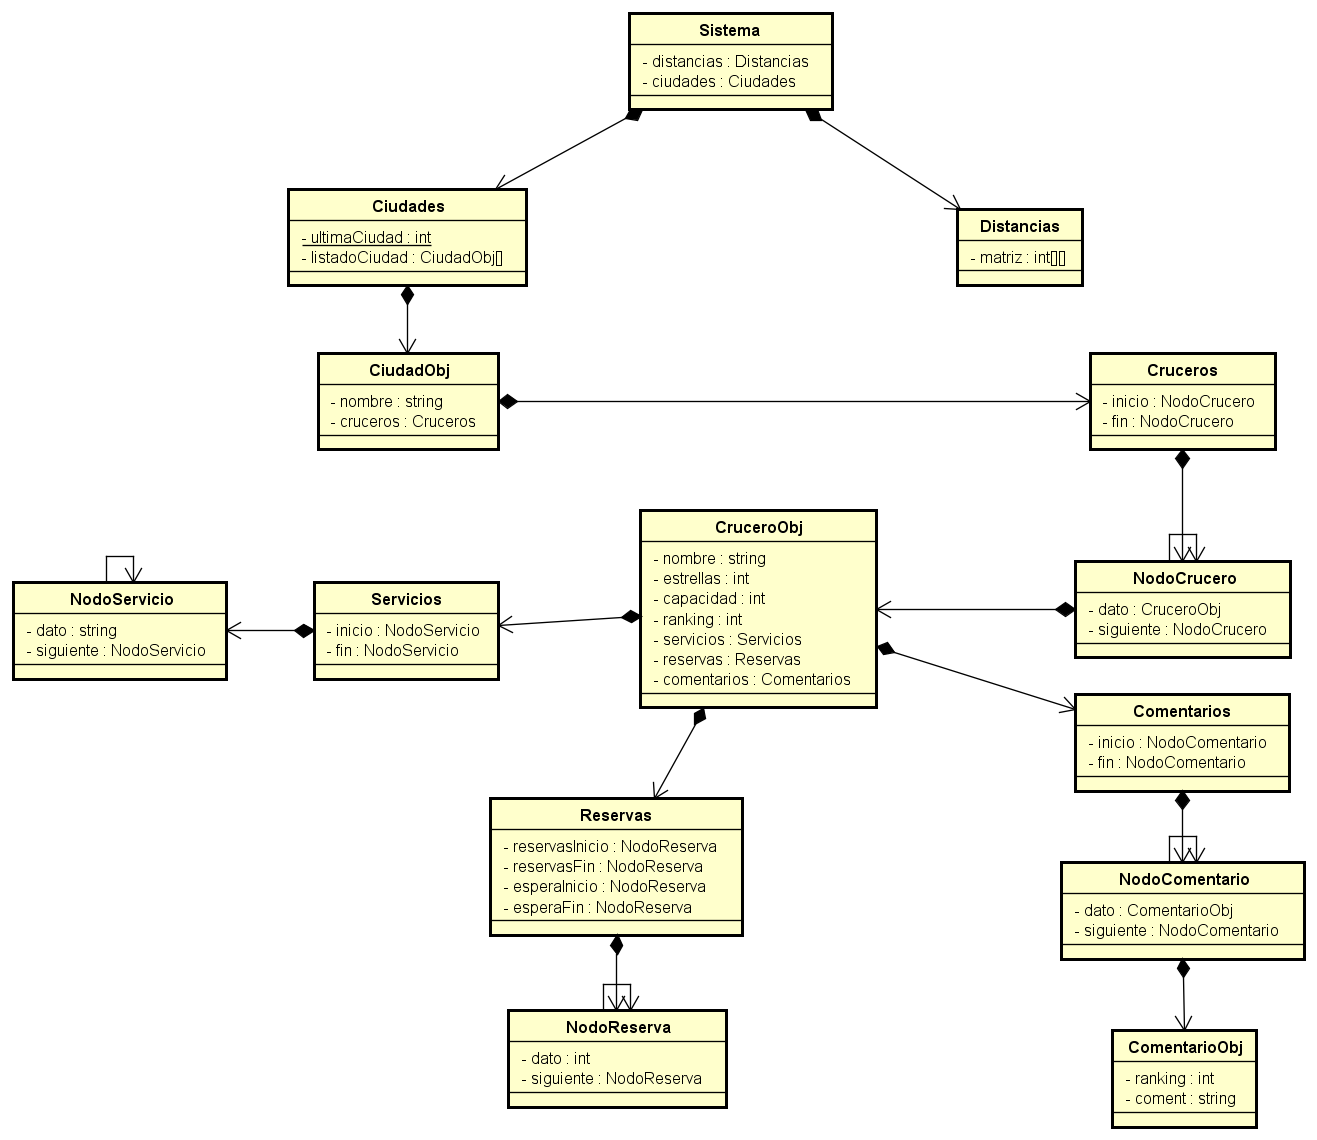 Sistema
- distancias : Distancias
- ciudades : Ciudades
Ciudades
- ultimaCiudad : int
- listadoCiudad : CiudadObj[]
Distancias
- matriz : int[][]
CiudadObj
- nombre : string
- cruceros : Cruceros
Cruceros
- inicio : NodoCrucero
- fin : NodoCrucero
CruceroObj
- nombre : string
- estrellas : int
- capacidad : int
- ranking : int
- servicios : Servicios
- reservas : Reservas
- comentarios : Comentarios
NodoServicio
- dato : string
- siguiente : NodoServicio
Servicios
- inicio : NodoServicio
- fin : NodoServicio
NodoCrucero
- dato : CruceroObj
- siguiente : NodoCrucero
Comentarios
- inicio : NodoComentario
- fin : NodoComentario
Reservas
- reservasInicio : NodoReserva
- reservasFin : NodoReserva
- esperaInicio : NodoReserva
- esperaFin : NodoReserva
NodoComentario
- dato : ComentarioObj
- siguiente : NodoComentario
NodoReserva
- dato : int
- siguiente : NodoReserva
ComentarioObj
- ranking : int
- coment : string